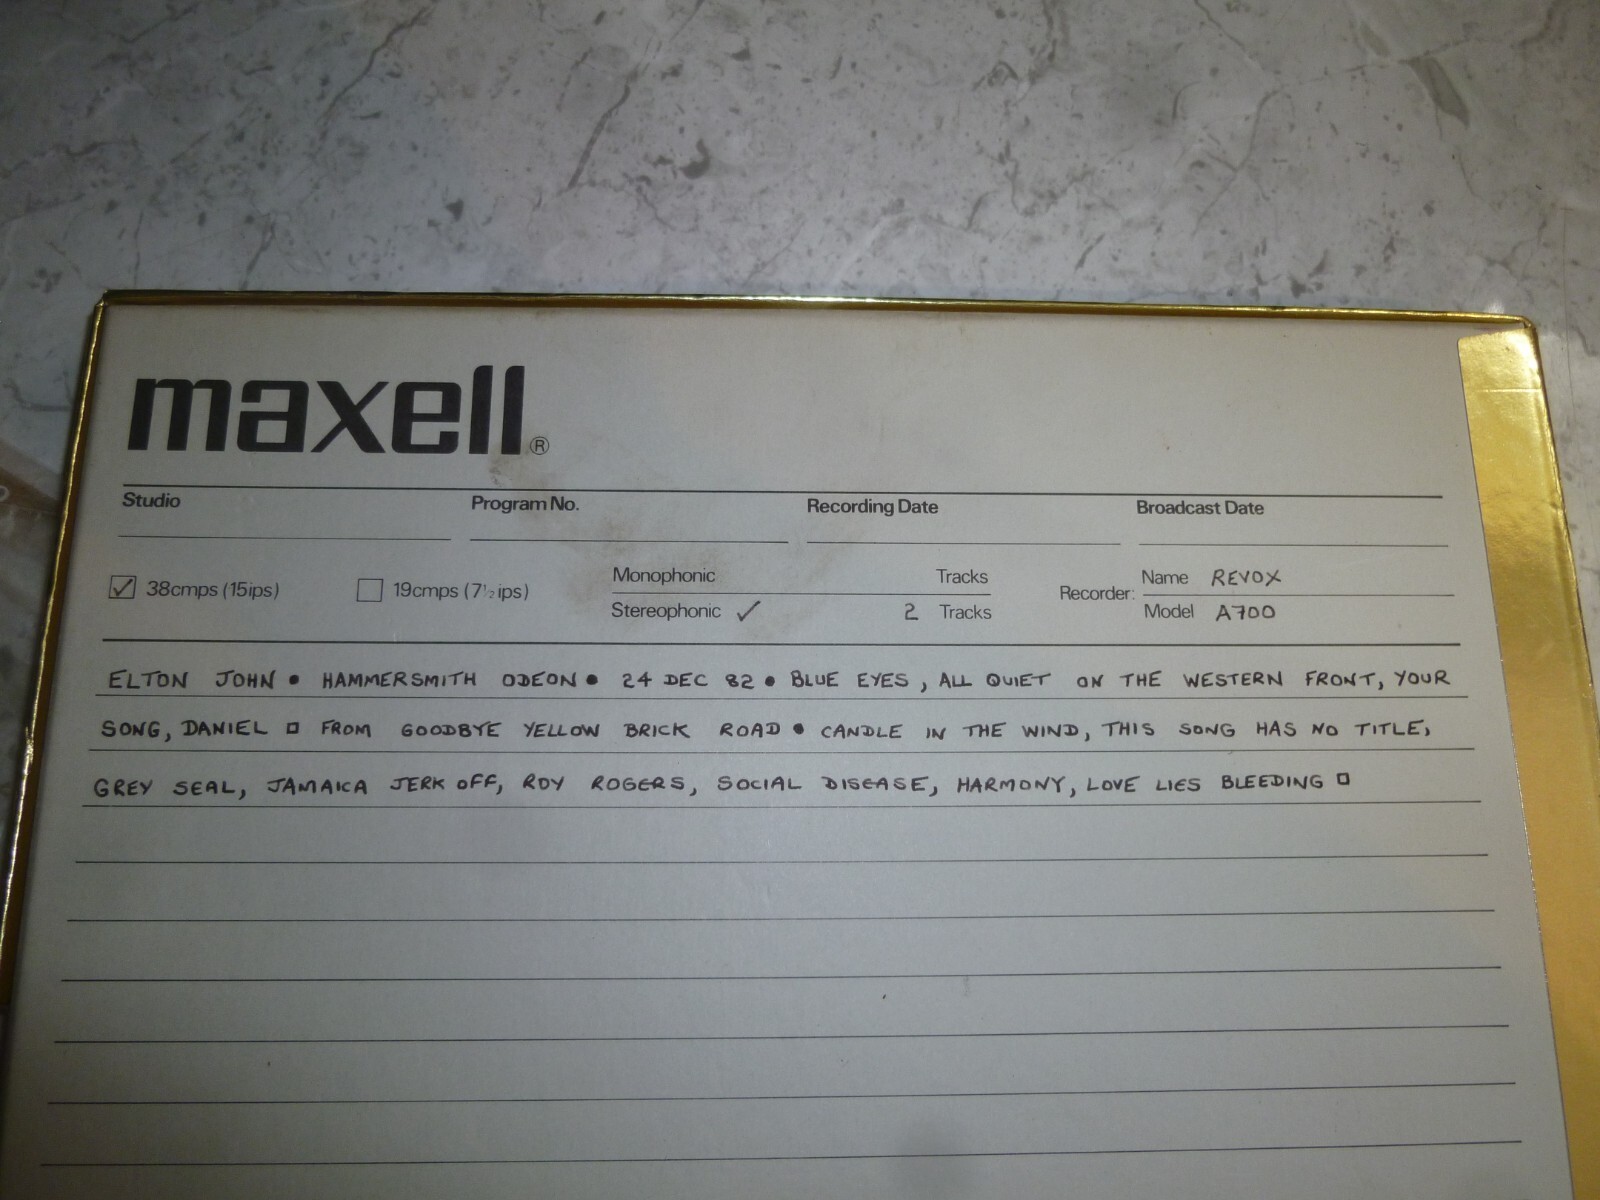 maxell®
Studio Program No. Recording Date Broadcast Date
38cmps (15ips) 19cmps (7½ips) Monophonic Tracks Recorder: Name REVOX
Stereophonic ✓ 2 Tracks Model A700
ELTON JOHN • HAMMERSMITH ODEON • 24 DEC 82 • BLUE EYES, ALL QUIET ON THE WESTERN FRONT, YOUR
SONG, DANIEL □ FROM GOODBYE YELLOW BRICK ROAD • CANDLE IN THE WIND, THIS SONG HAS NO TITLE,
GREY SEAL, JAMAICA JERK OFF, ROY ROGERS, SOCIAL DISEASE, HARMONY, LOVE LIES BLEEDING □